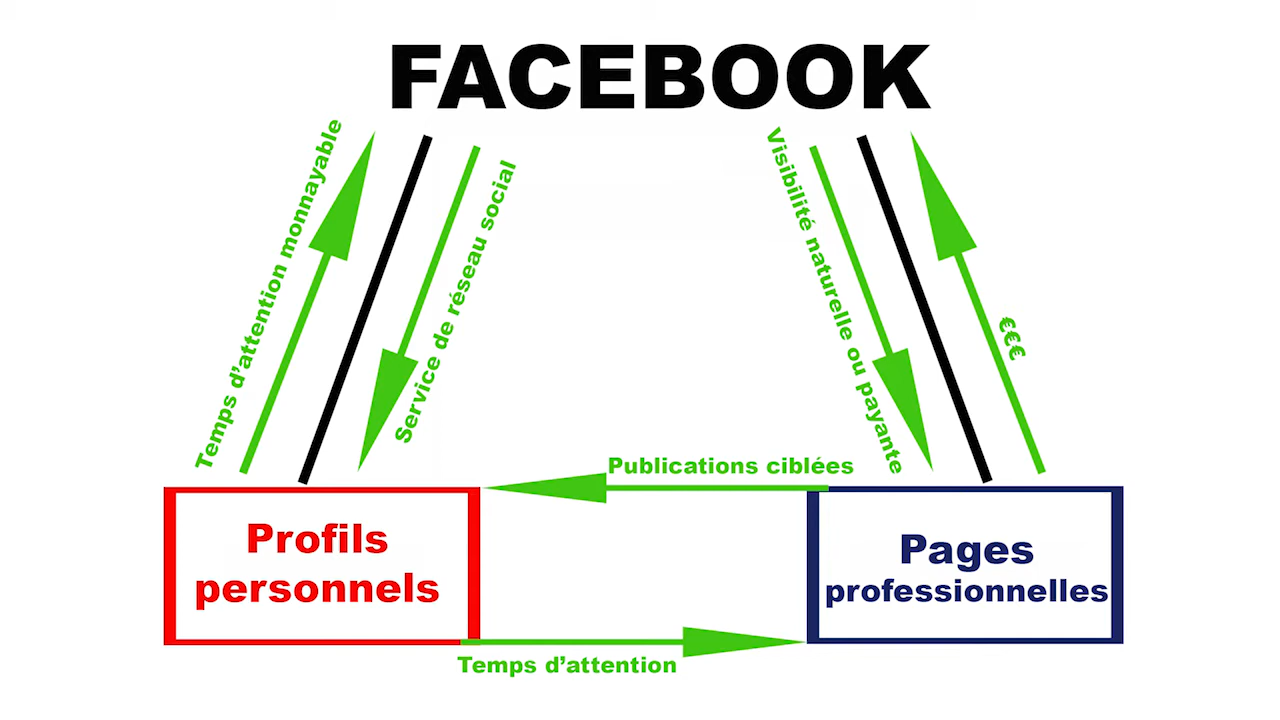 FACEBOOK
Temps d’attention monnayable
Service de réseau social
Visibilité naturelle ou payante
€€€
Publications ciblées
Profils
personnels
Pages
professionnelles
Temps d’attention